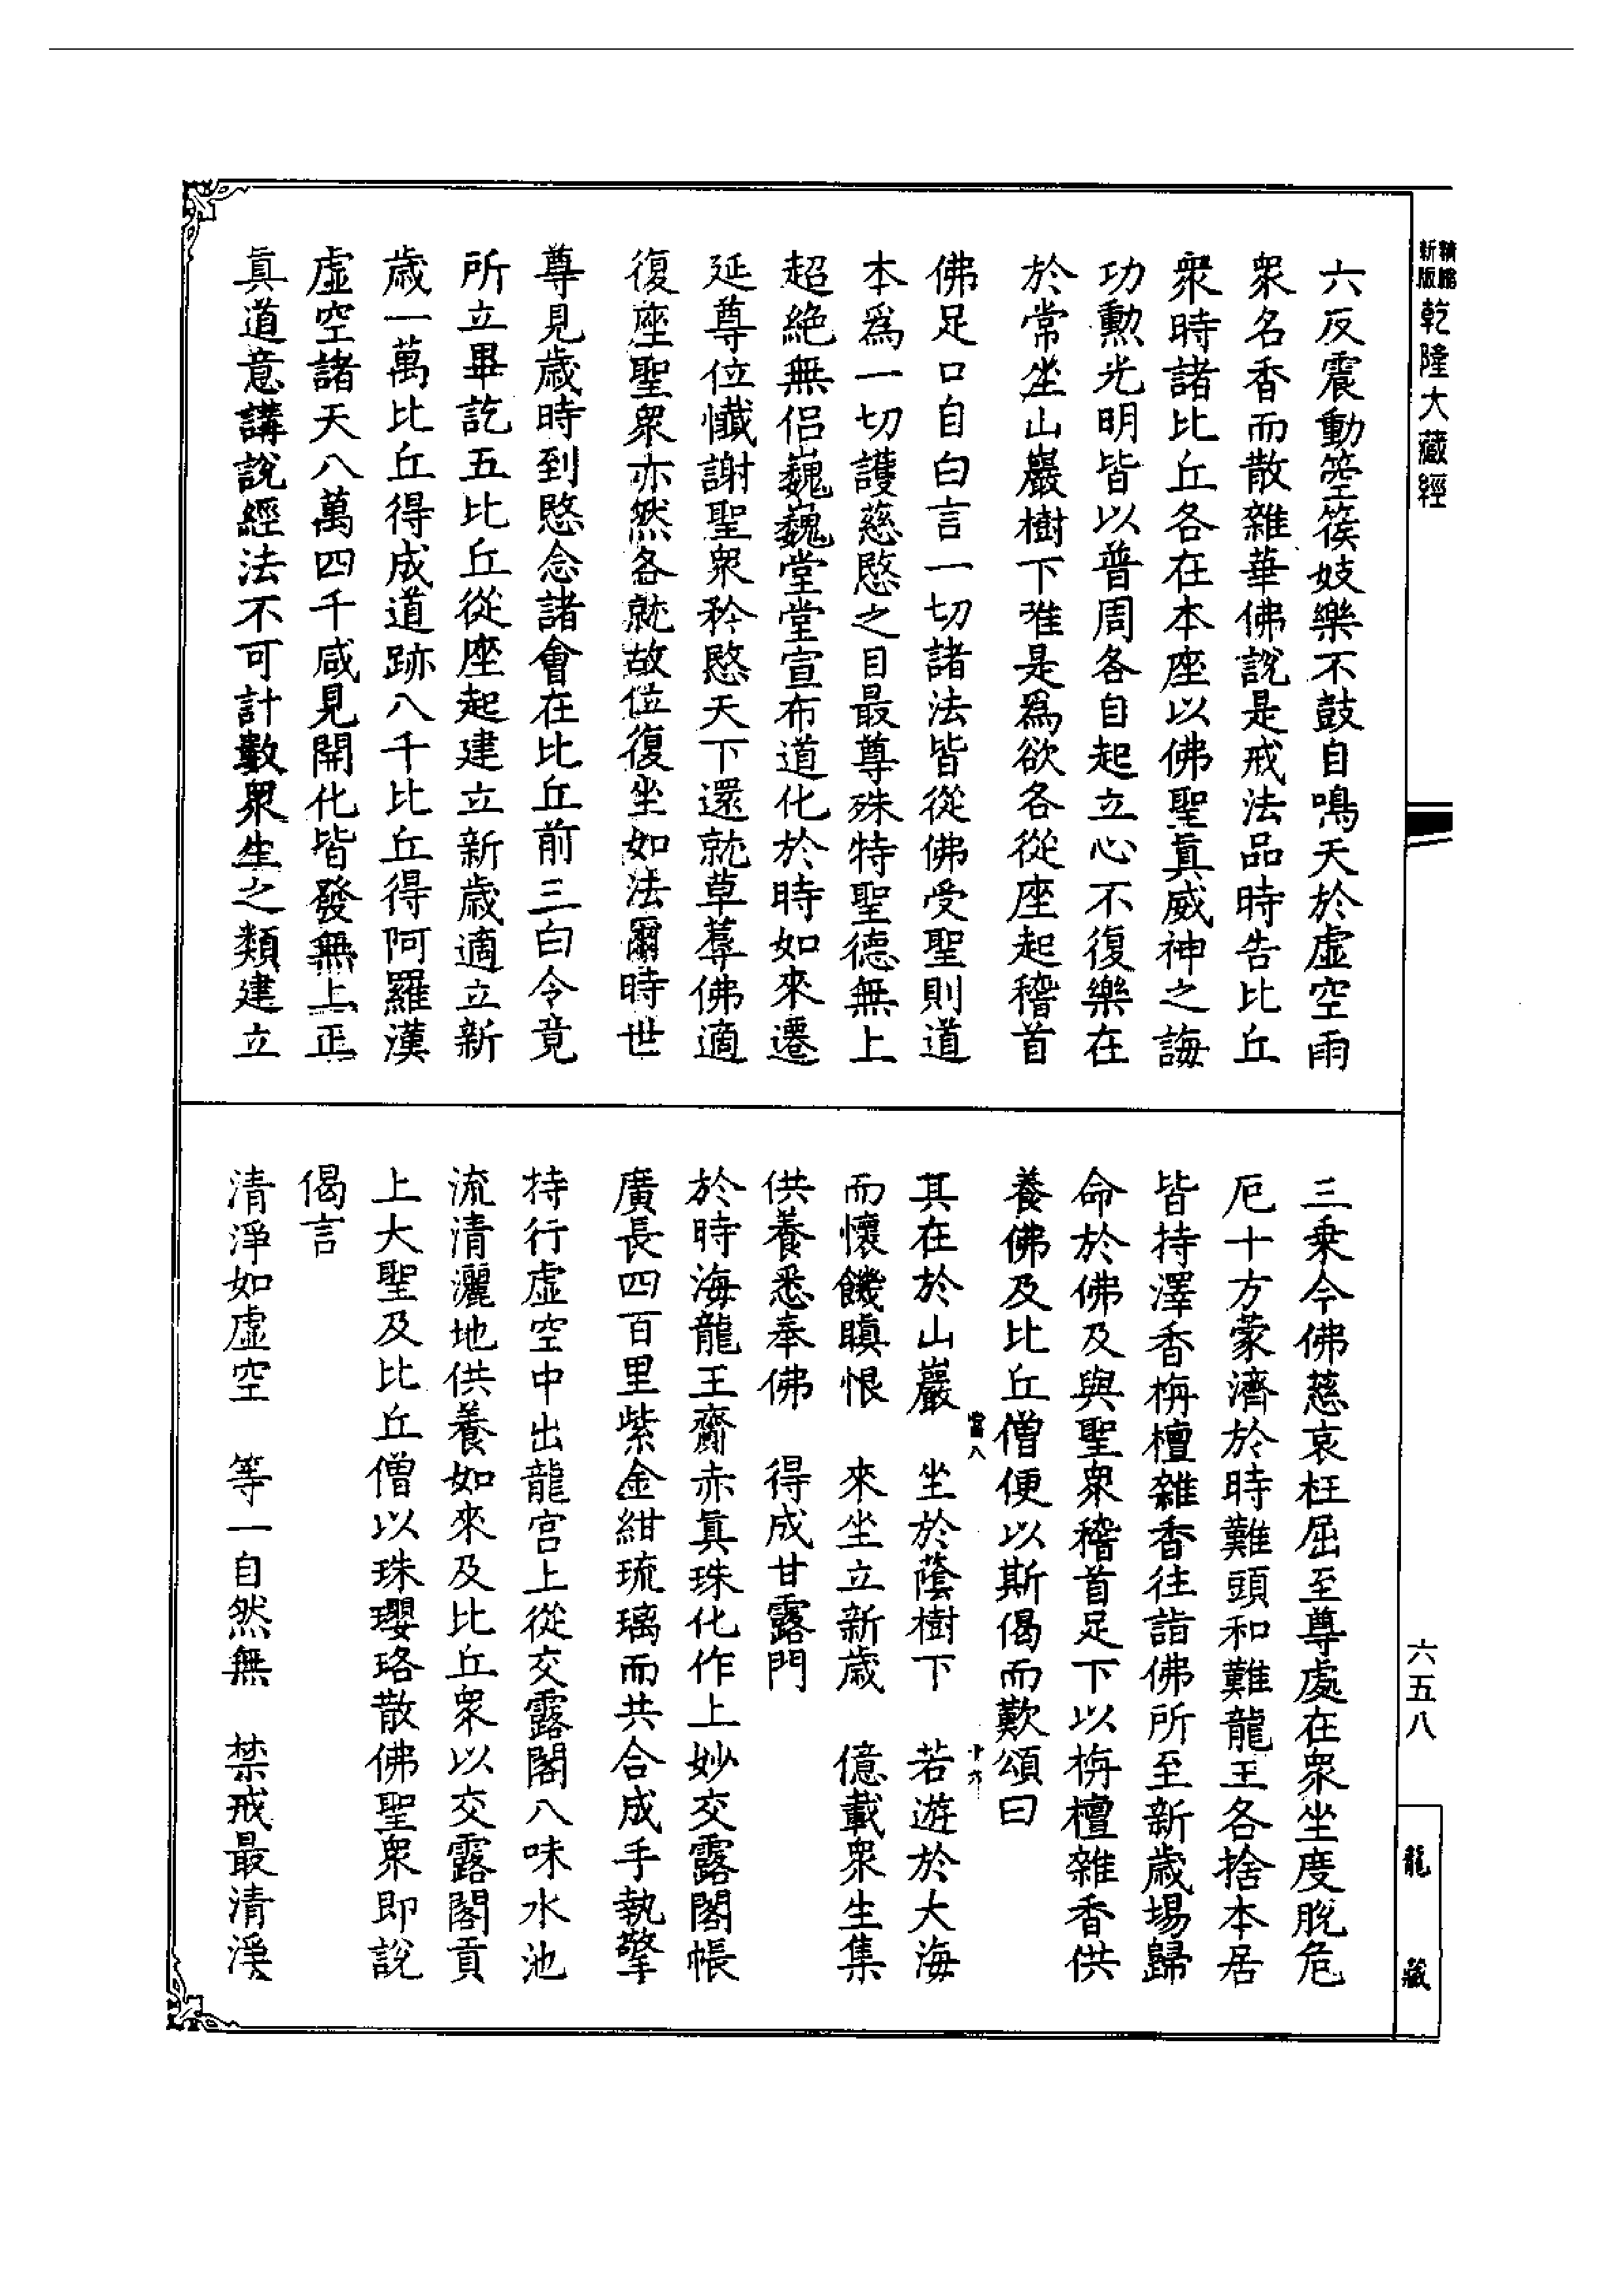 精縮
新版
乾隆大藏經
六反震動箜篌妓樂不鼓自鳴天於虛空雨
衆名香而散雜華佛說是戒法品時告比丘
衆時諸比丘各在本座以佛聖真威神之誨
功勲光明皆以普周各自起立心不復樂在
於常坐山巖樹下唯是爲欲各從座起稽首
佛足口自白言一切諸法皆從佛受聖則道
本爲一切護慈愍之目最尊殊特聖德無上
超絶無侣巍巍堂堂宣布道化於時如來遷
延尊位懺謝聖衆矜愍天下還就草蓐佛適
復座聖衆亦然各就故位復坐如法爾時世
尊見歲時到愍念諸會在比丘前三白令竟
所立畢訖五比丘從座起建立新歲適立新
歲一萬比丘得成道跡八千比丘得阿羅漢
虛空諸天八萬四千咸見開化皆發無上正
真道意講說經法不可計數衆生之類建立
三乗今佛慈哀枉屈至尊處在衆坐度脫危
厄十方蒙濟於時難頭和難龍王各捨本居
皆持澤香栴檀雜香往詣佛所至新歲場歸
命於佛及與聖衆稽首足下以栴檀雜香供
養佛及比丘僧便以斯偈而歎頌曰
其在於山巖　坐於蔭樹下　若遊於大海
而懷饑瞋恨　來坐立新歲　億載衆生集
供養悉奉佛　得成甘露門
於時海龍王齎赤真珠化作上妙交露閣帳
廣長四百里紫金紺琉璃而共合成手執擎
持行虛空中出龍宮上從交露閣八味水池
流清灑地供養如來及比丘衆以交露閣貢
上大聖及比丘僧以珠瓔珞散佛聖衆即說
偈言
清淨如虛空　等一自然無　禁戒最清淨
六五八
龍藏